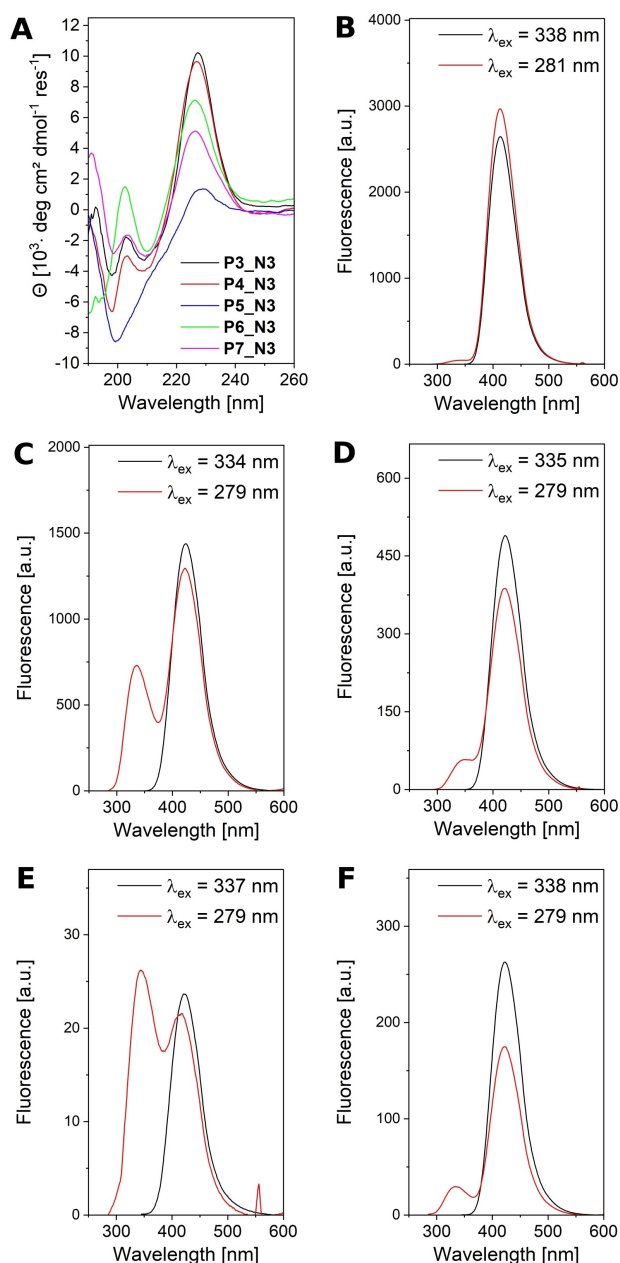 A
Θ [10³· deg cm² dmol⁻¹ res⁻¹]
12
10
8
6
4
2
0
-2
-4
-6
-8
-10
P3_N3
P4_N3
P5_N3
P6_N3
P7_N3
200 220 240 260
Wavelength [nm]
B
Fluorescence [a.u.]
4000
3000
2000
1000
0
λex = 338 nm
λex = 281 nm
300 400 500 600
Wavelength [nm]
C
Fluorescence [a.u.]
2000
1500
1000
500
0
λex = 334 nm
λex = 279 nm
300 400 500 600
Wavelength [nm]
D
Fluorescence [a.u.]
600
450
300
150
0
λex = 335 nm
λex = 279 nm
300 400 500 600
Wavelength [nm]
E
Fluorescence [a.u.]
30
20
10
0
λex = 337 nm
λex = 279 nm
300 400 500 600
Wavelength [nm]
F
Fluorescence [a.u.]
300
200
100
0
λex = 338 nm
λex = 279 nm
300 400 500 600
Wavelength [nm]